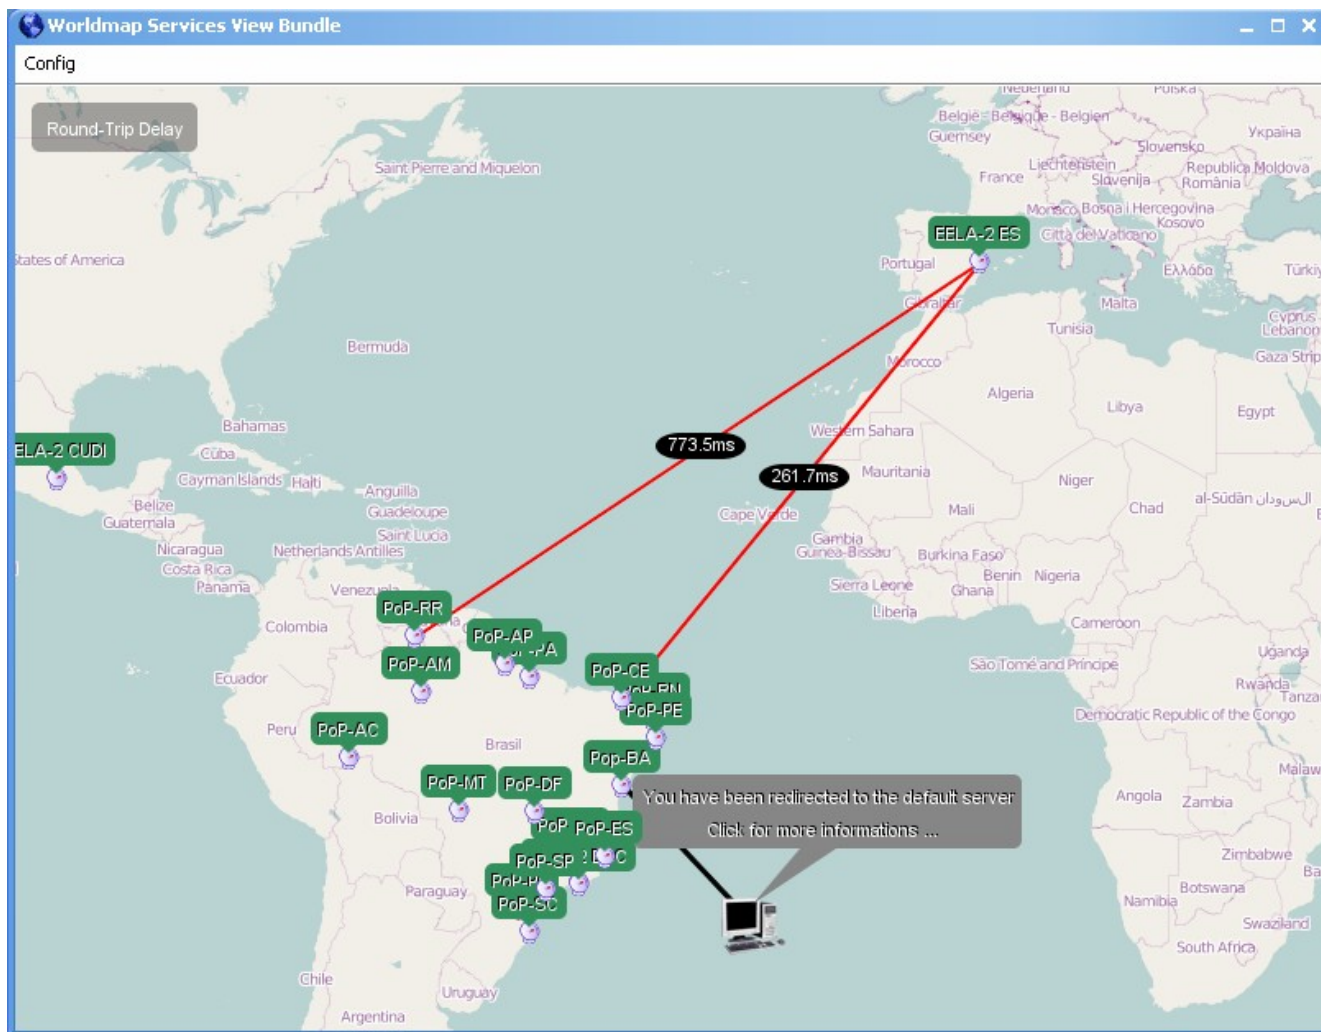 Worldmap Services View Bundle
Config
Round-Trip Delay
Nederland
Polska
België - Belgique - Belgien
Guernsey
Україна
Slovensko
Liechtenstein
Republica Moldova
France
Slovenija
România
Saint Pierre and Miquelon
Monaco
Bosna i Hercegovina
Kosovo
EELA-2 ES
Città del Vaticano
States of America
Portugal
Ελλάδα
Gibraltar
Malta
Cyprus
Lebanon
Tunisia
Bermuda
Morocco
Gaza Strip
Algeria
Libya
Egypt
Bahamas
773.5ms
Western Sahara
ELA-2 CUDI
Cuba
261.7ms
Mauritania
Cayman Islands
Haïti
Anguilla
Niger
Belize
Guadeloupe
Mali
Chad
Guatemala
Cape Verde
Saint Lucia
Gambia
Nicaragua
Netherlands Antilles
Guinea-Bissau
Burkina Faso
Costa Rica
Panama
Benin
Nigeria
Sierra Leone
Ghana
Liberia
PoP-RR
Colombia
Cameroon
PoP-AP
PoP-AM
PoP-CE
São Tomé and Príncipe
Uganda
Ecuador
Rwanda
PoP-PE
Democratic Republic of the Congo
Peru
PoP-AC
Brasil
Pop-BA
PoP-MT
PoP-DF
You have been redirected to the default server
Click for more informations ...
Angola
Zambia
Bolivia
PoP-ES
PoP-SP
Zimbabwe
Paraguay
PoP-SC
Botswana
Namibia
Swaziland
South Africa
Chile
Uruguay
Argentina